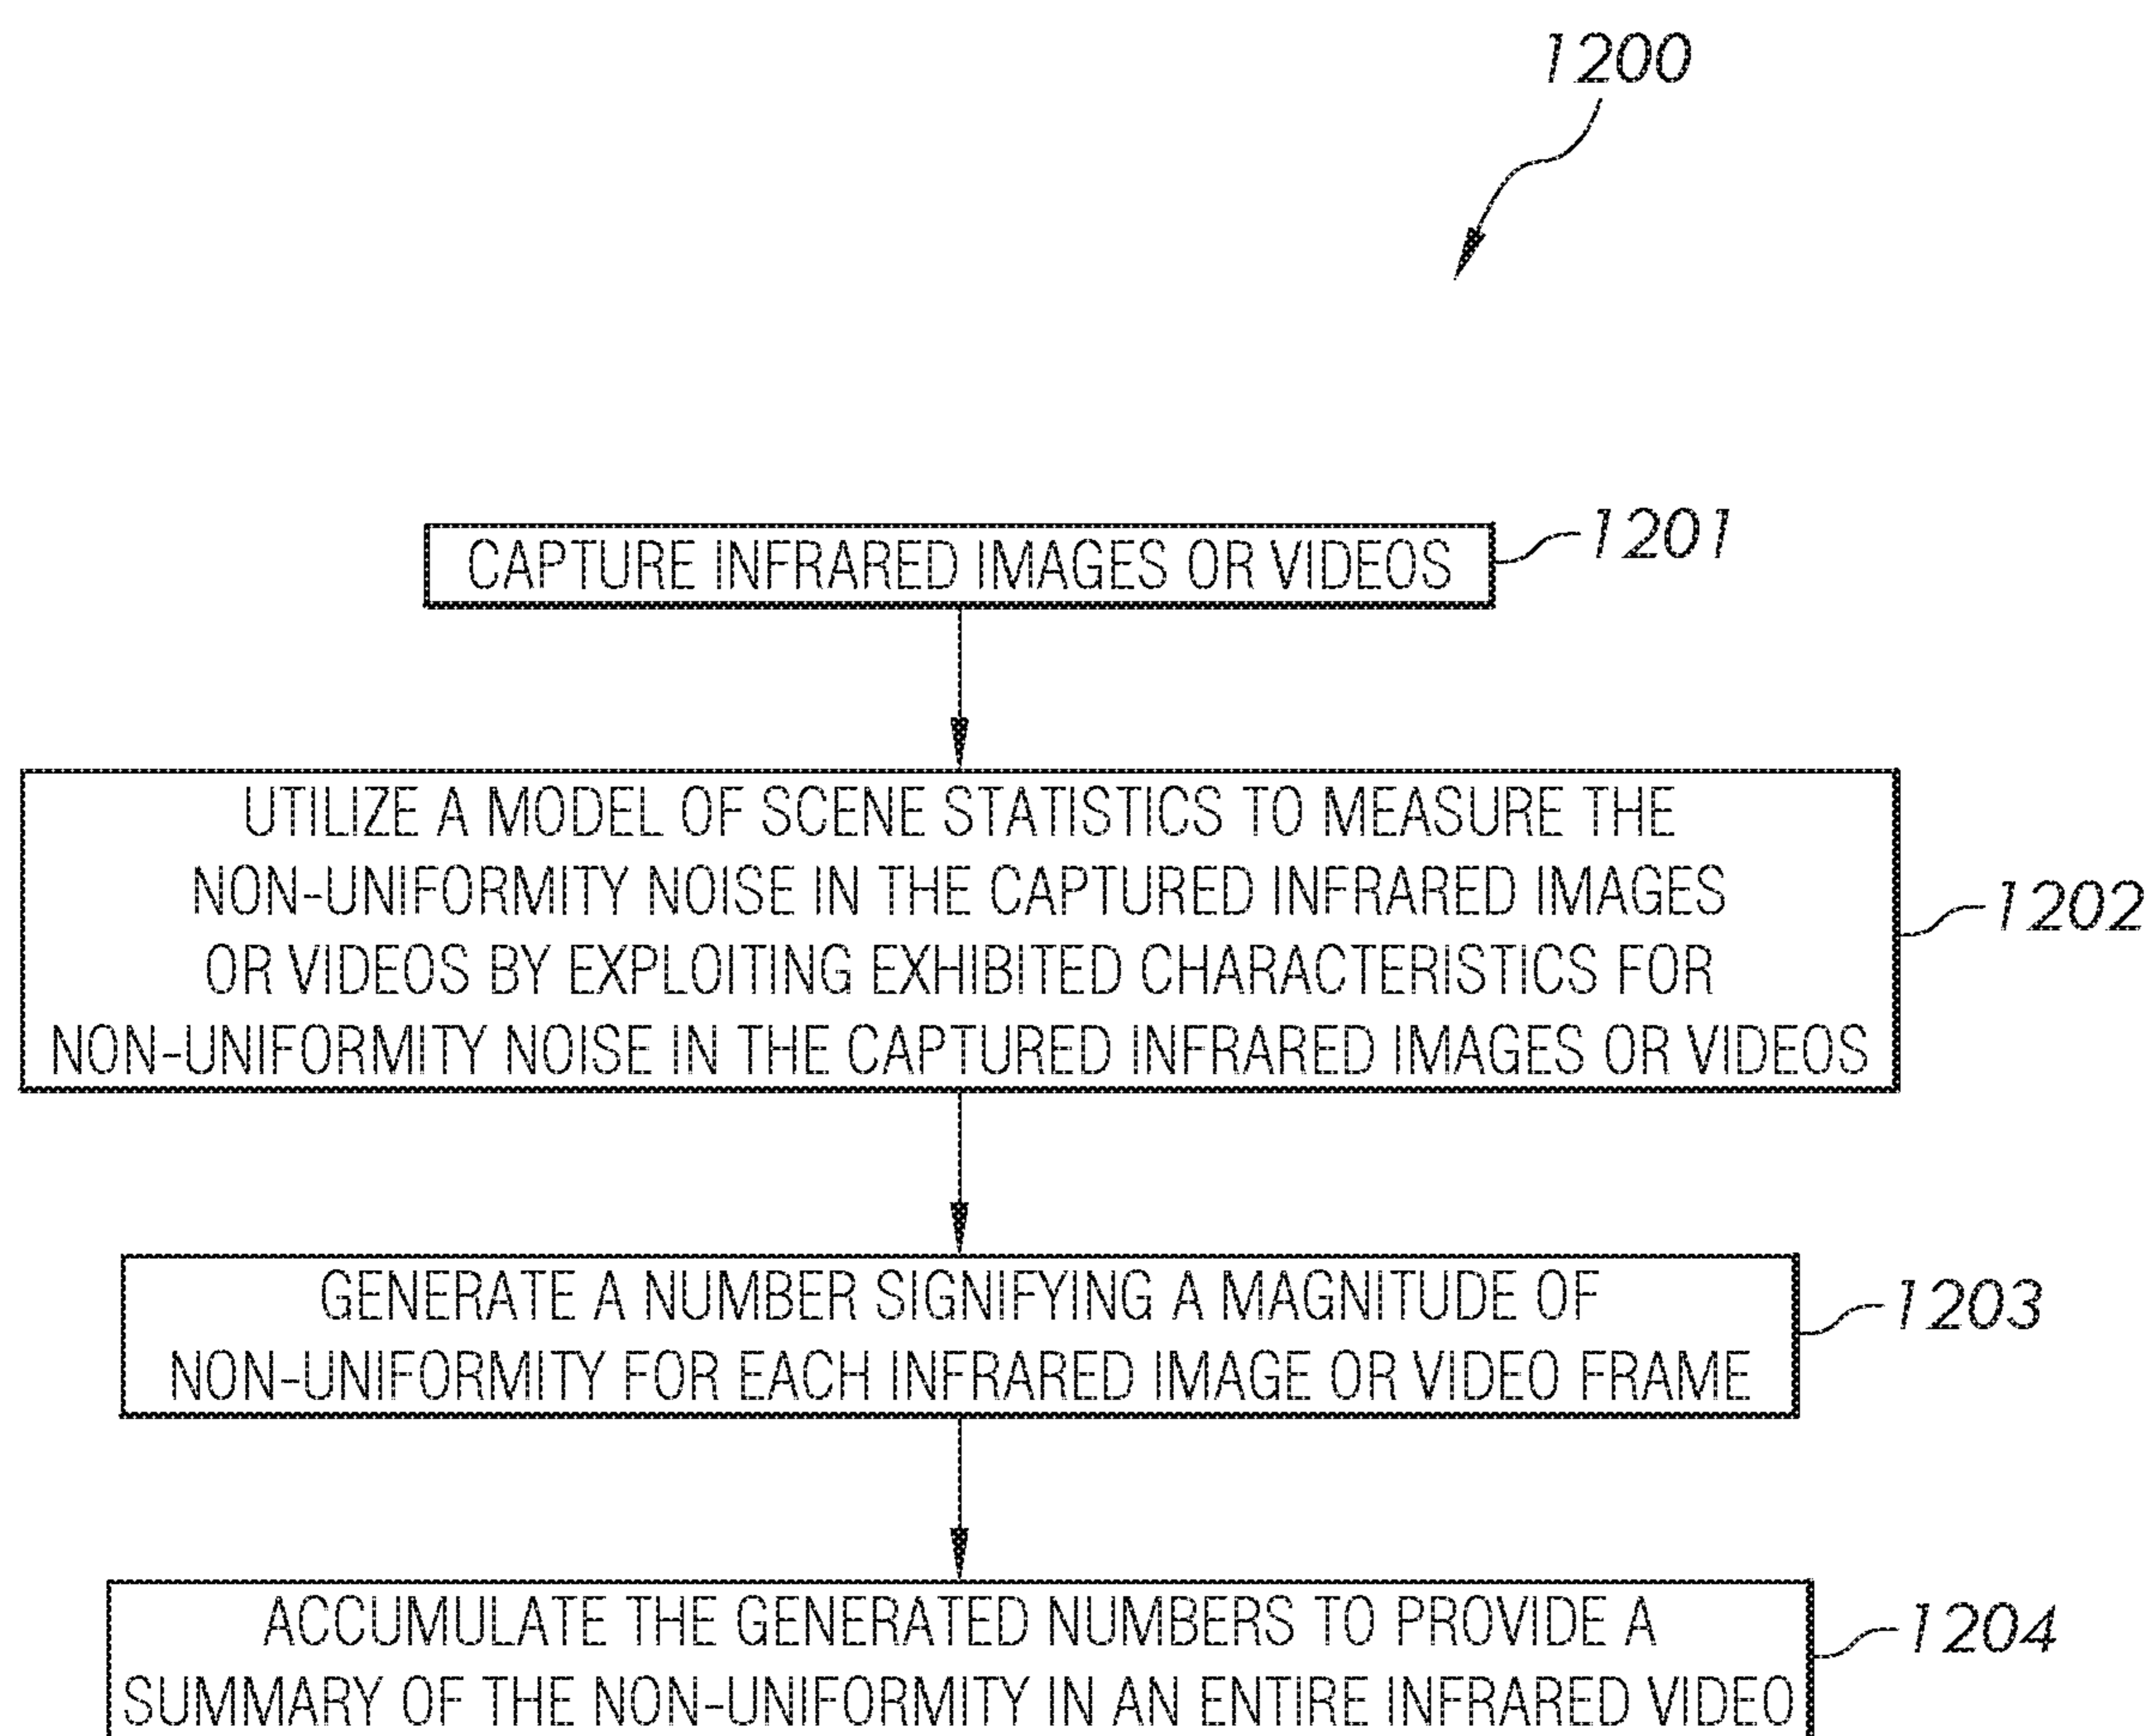 1200
CAPTURE INFRARED IMAGES OR VIDEOS
1201
UTILIZE A MODEL OF SCENE STATISTICS TO MEASURE THE
NON-UNIFORMITY NOISE IN THE CAPTURED INFRARED IMAGES
OR VIDEOS BY EXPLOITING EXHIBITED CHARACTERISTICS FOR
NON-UNIFORMITY NOISE IN THE CAPTURED INFRARED IMAGES OR VIDEOS
1202
GENERATE A NUMBER SIGNIFYING A MAGNITUDE OF
NON-UNIFORMITY FOR EACH INFRARED IMAGE OR VIDEO FRAME
1203
ACCUMULATE THE GENERATED NUMBERS TO PROVIDE A
SUMMARY OF THE NON-UNIFORMITY IN AN ENTIRE INFRARED VIDEO
1204